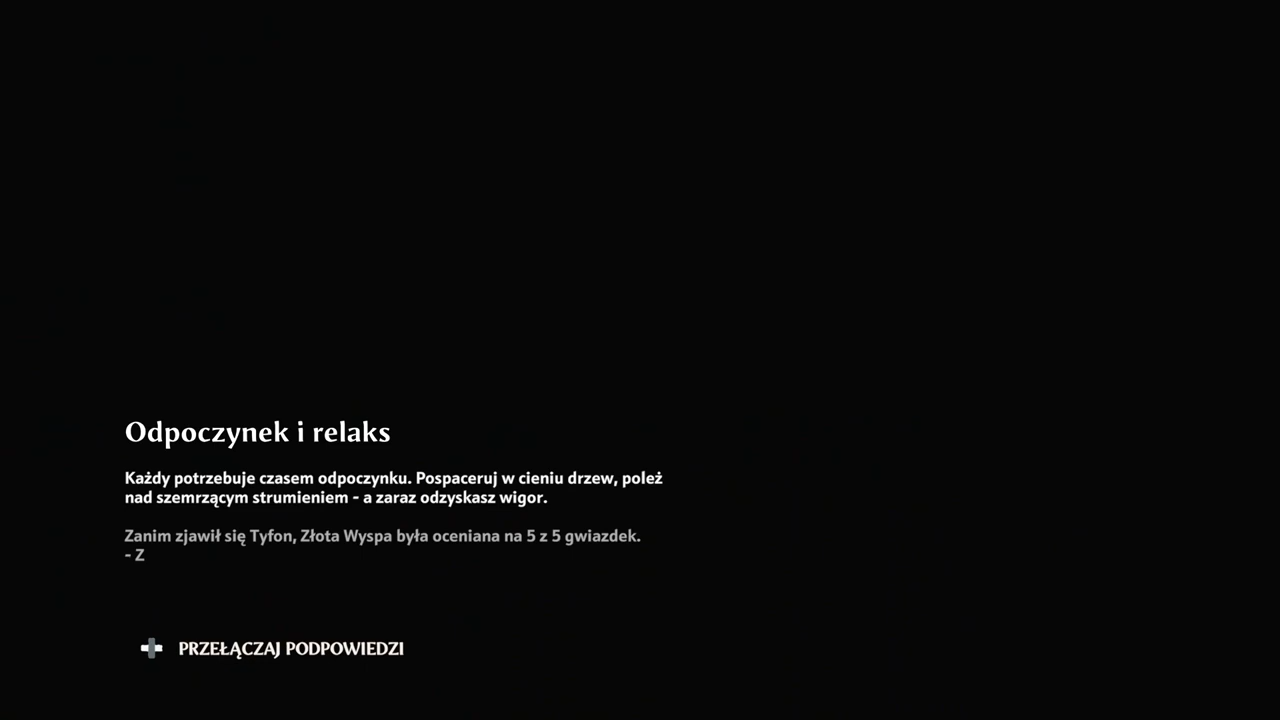 Odpoczynek i relaks
Każdy potrzebuje czasem odpoczynku. Pospaceruj w cieniu drzew, poleż
nad szemrzącym strumieniem - a zaraz odzyskasz wigor.
Zanim zjawił się Tyfon, Złota Wyspa była oceniana na 5 z 5 gwiazdek.
- Z
PRZEŁĄCZAJ PODPOWIEDZI